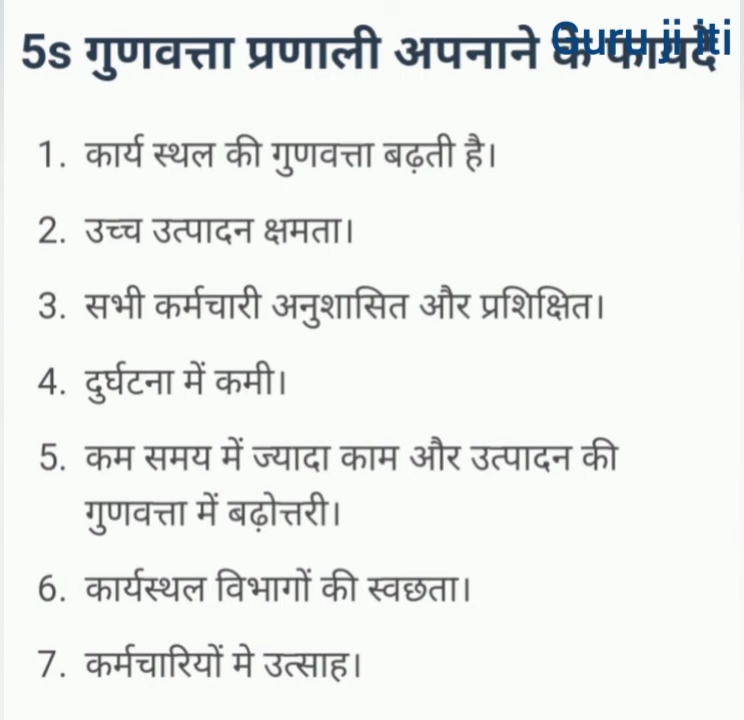 5s गुणवत्ता प्रणाली अपनाने के फायदे
Guru ji iti
1. कार्य स्थल की गुणवत्ता बढ़ती है।
2. उच्च उत्पादन क्षमता।
3. सभी कर्मचारी अनुशासित और प्रशिक्षित।
4. दुर्घटना में कमी।
5. कम समय में ज्यादा काम और उत्पादन की
गुणवत्ता में बढ़ोत्तरी।
6. कार्यस्थल विभागों की स्वछता।
7. कर्मचारियों मे उत्साह।